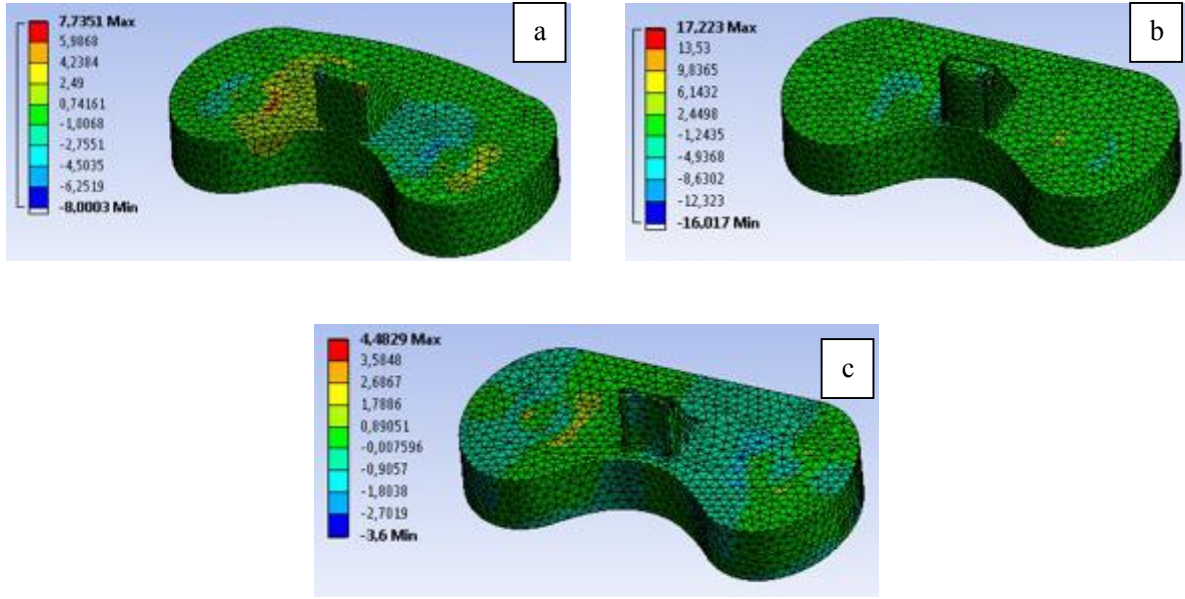 7,7351 Max
5,9868
4,2384
2,49
0,74161
-1,0068
-2,7551
-4,5035
-6,2519
-8,0003 Min
a
17,223 Max
13,53
9,8365
6,1432
2,4498
-1,2435
-4,9368
-8,6302
-12,323
-16,017 Min
b
4,4829 Max
3,5848
2,6867
1,7886
0,89051
-0,007596
-0,9057
-1,8038
-2,7019
-3,6 Min
c